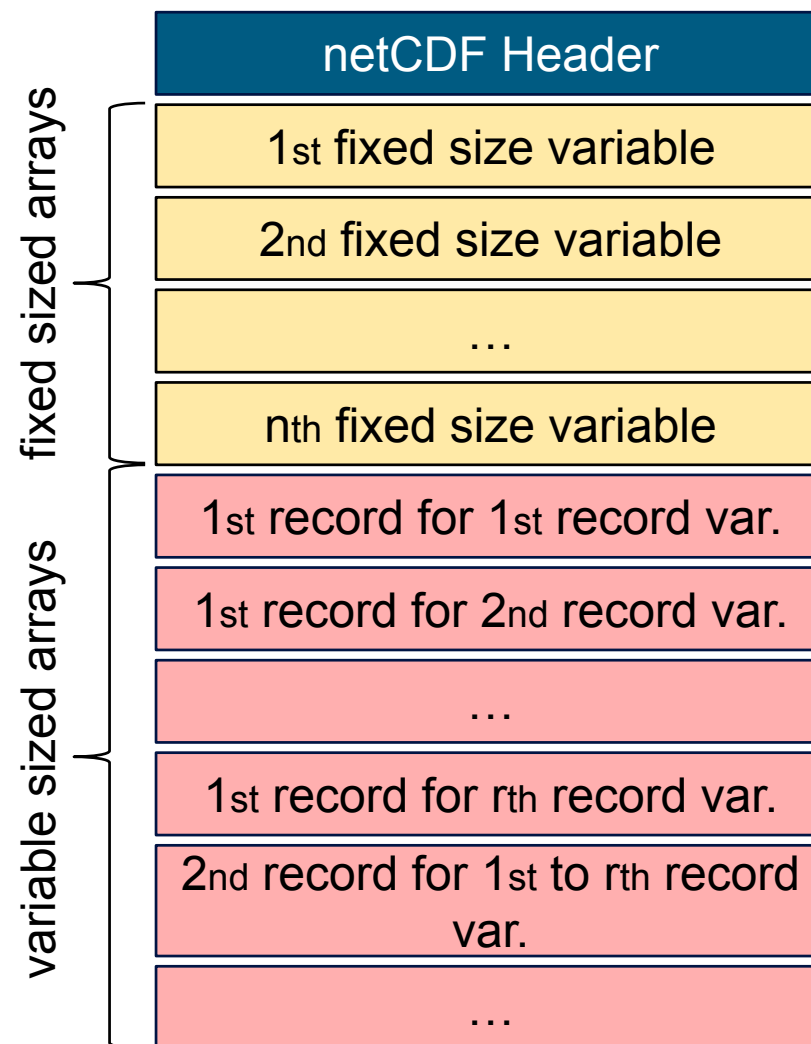 netCDF Header
fixed sized arrays
1st fixed size variable
2nd fixed size variable
…
nth fixed size variable
variable sized arrays
1st record for 1st record var.
1st record for 2nd record var.
…
1st record for rth record var.
2nd record for 1st to rth record
var.
…